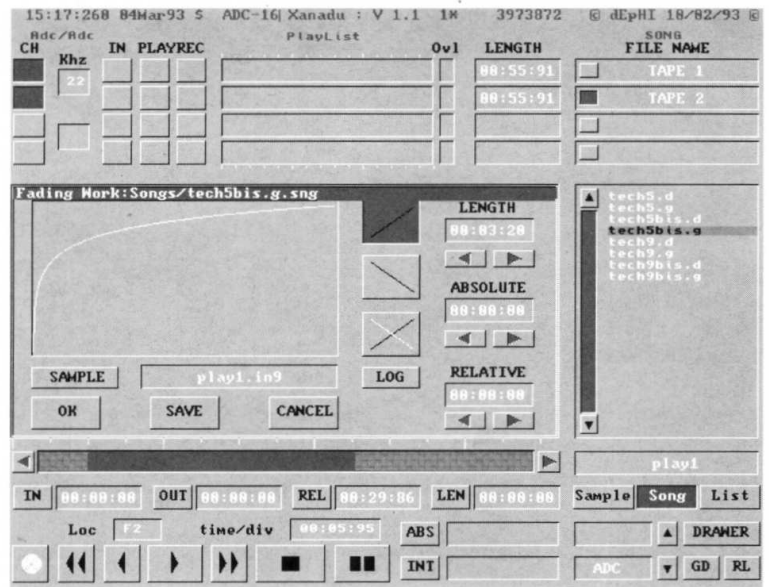 15:17:268 04Mar93 S ADC-16| Xanadu : V 1.1 1* 3973872 © dEpHI 18/02/93 ©
Adc/Adc PlayList SONG
CH Khz IN PLAY REC Ovl LENGTH FILE NAME
22 00:55:91 TAPE 1
00:55:91 TAPE 2
Fading Work:Songs/tech5bis.g.sng
LENGTH
00:03:20
ABSOLUTE
00:00:00
RELATIVE
00:00:00
SAMPLE play1.in9 LOG
OK SAVE CANCEL
tech5.d
tech5.g
tech5bis.d
tech5bis.g
tech9.d
tech9.g
tech9bis.d
tech9bis.g
play1
IN 00:00:00 OUT 00:00:00 REL 00:29:86 LEN 00:00:00 Sample Song List
Loc F2 time/div 00:05:95 ABS DRAWER
INT ADC GD RL